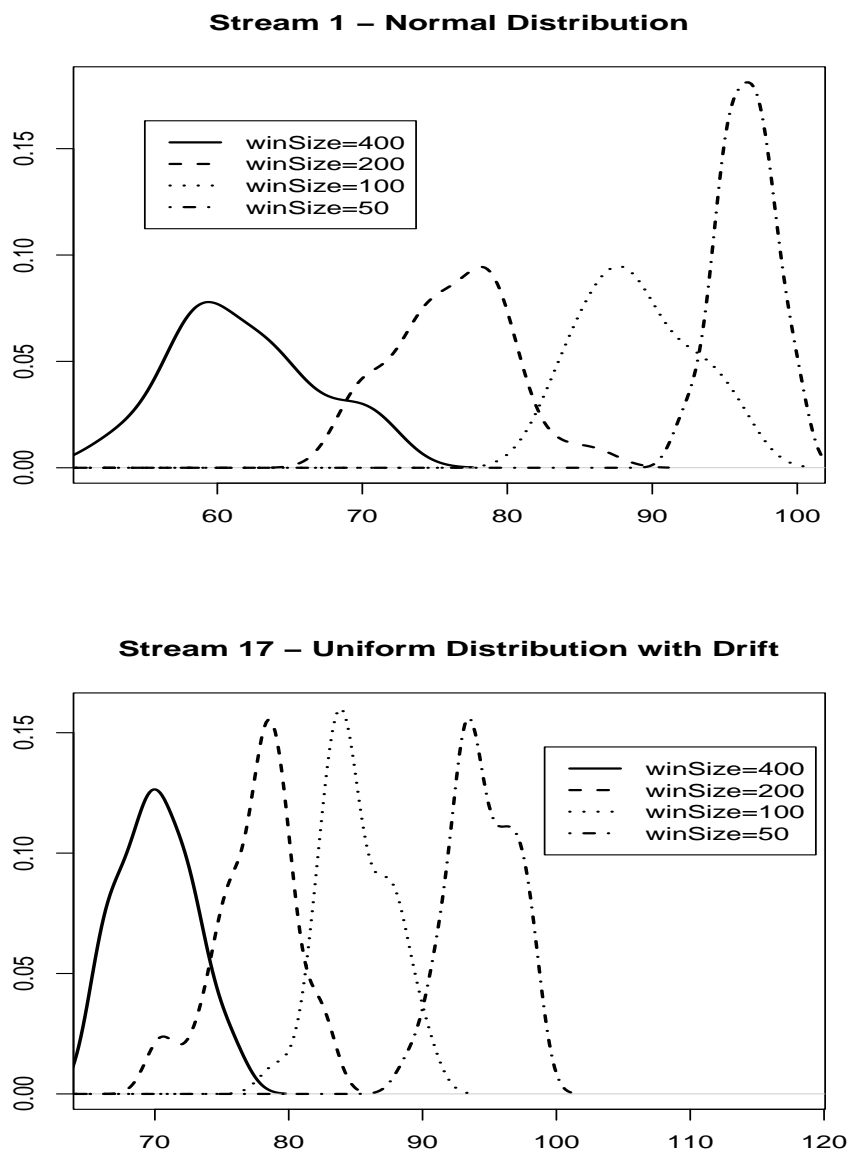 Stream 1 – Normal Distribution
0.15
0.10
0.05
0.00
winSize=400
winSize=200
winSize=100
winSize=50
60 70 80 90 100
Stream 17 – Uniform Distribution with Drift
0.15
0.10
0.05
0.00
winSize=400
winSize=200
winSize=100
winSize=50
70 80 90 100 110 120